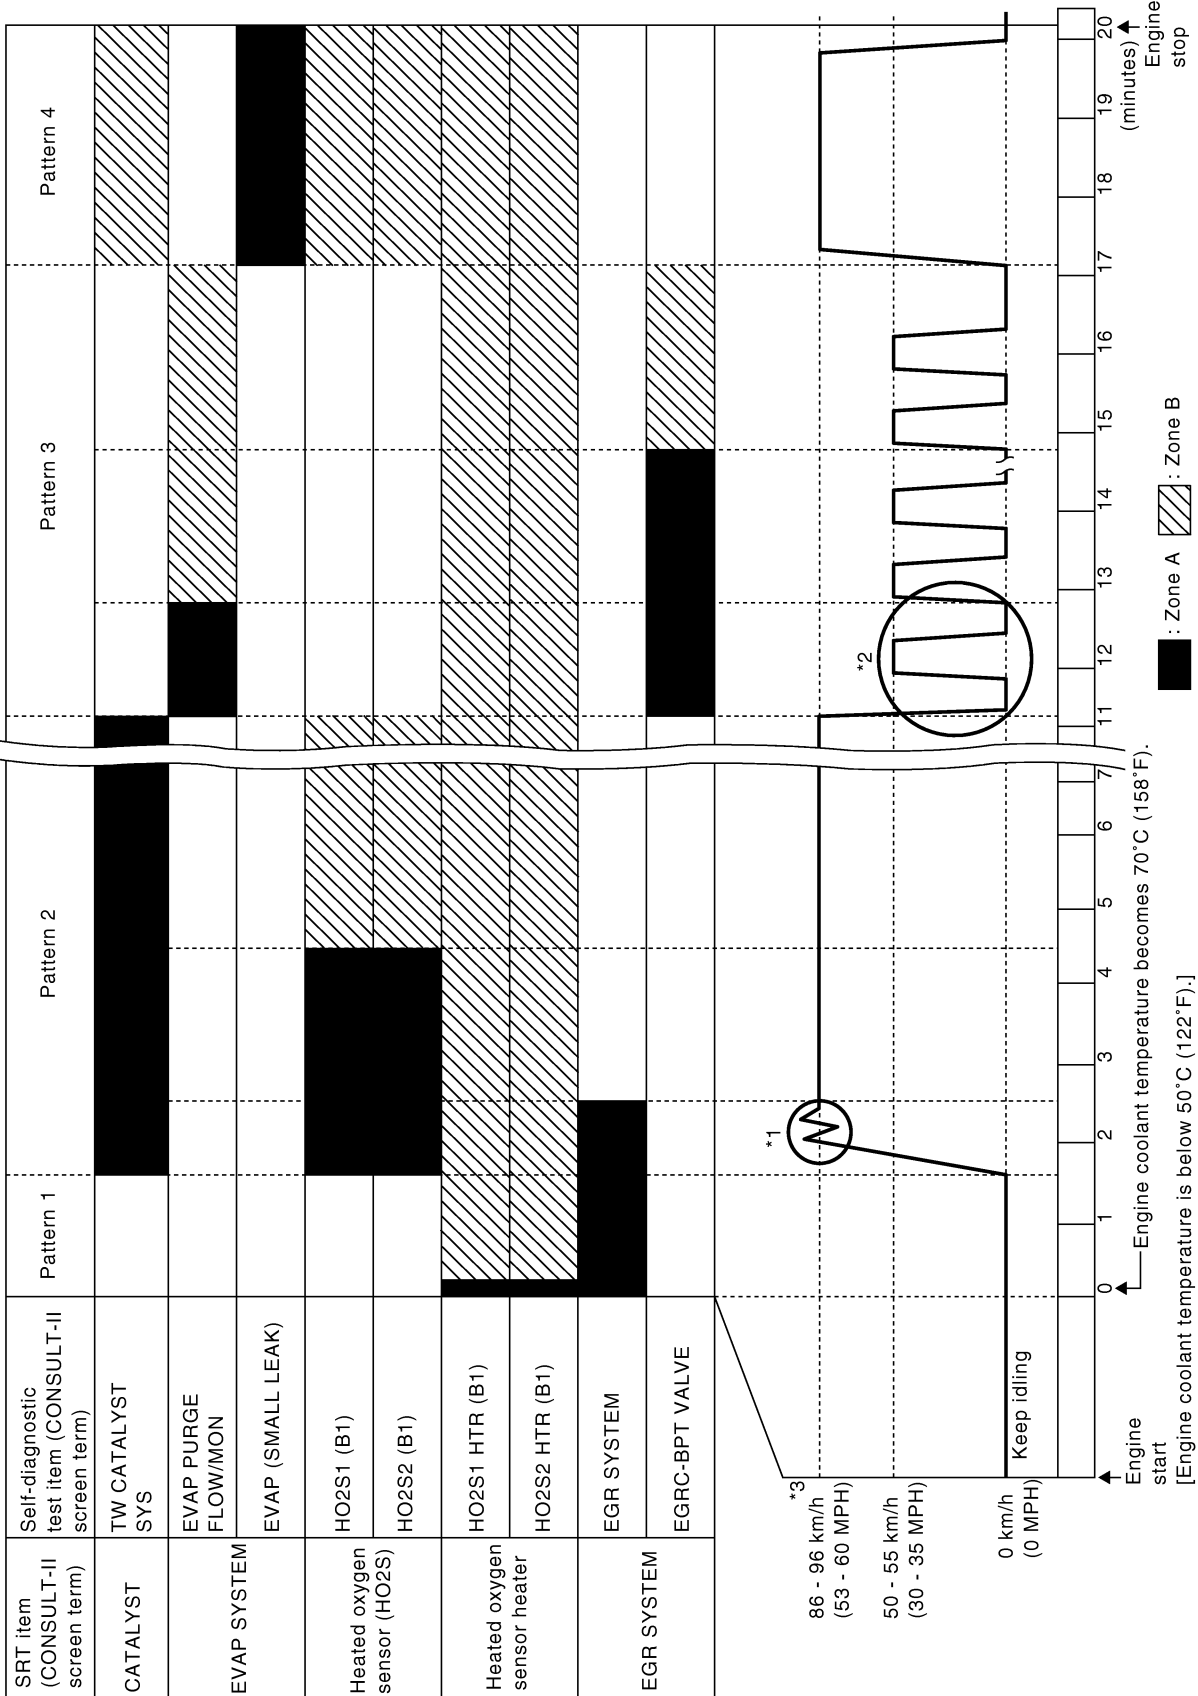 SRT item
(CONSULT-II
screen term)
Self-diagnostic
test item (CONSULT-II
screen term)
Pattern 1
Pattern 2
Pattern 3
Pattern 4
CATALYST
TW CATALYST
SYS
EVAP SYSTEM
EVAP PURGE
FLOW/MON
EVAP (SMALL LEAK)
Heated oxygen
sensor (HO2S)
HO2S1 (B1)
HO2S2 (B1)
Heated oxygen
sensor heater
HO2S1 HTR (B1)
HO2S2 HTR (B1)
EGR SYSTEM
EGR SYSTEM
EGRC-BPT VALVE
*3
86 - 96 km/h
(53 - 60 MPH)
50 - 55 km/h
(30 - 35 MPH)
0 km/h
(0 MPH)
Keep idling
*1
*2
0 1 2 3 4 5 6 7 11 12 13 14 15 16 17 18 19 20
(minutes)
Engine
start
Engine
stop
Engine coolant temperature becomes 70°C (158°F).
[Engine coolant temperature is below 50°C (122°F).]
: Zone A : Zone B